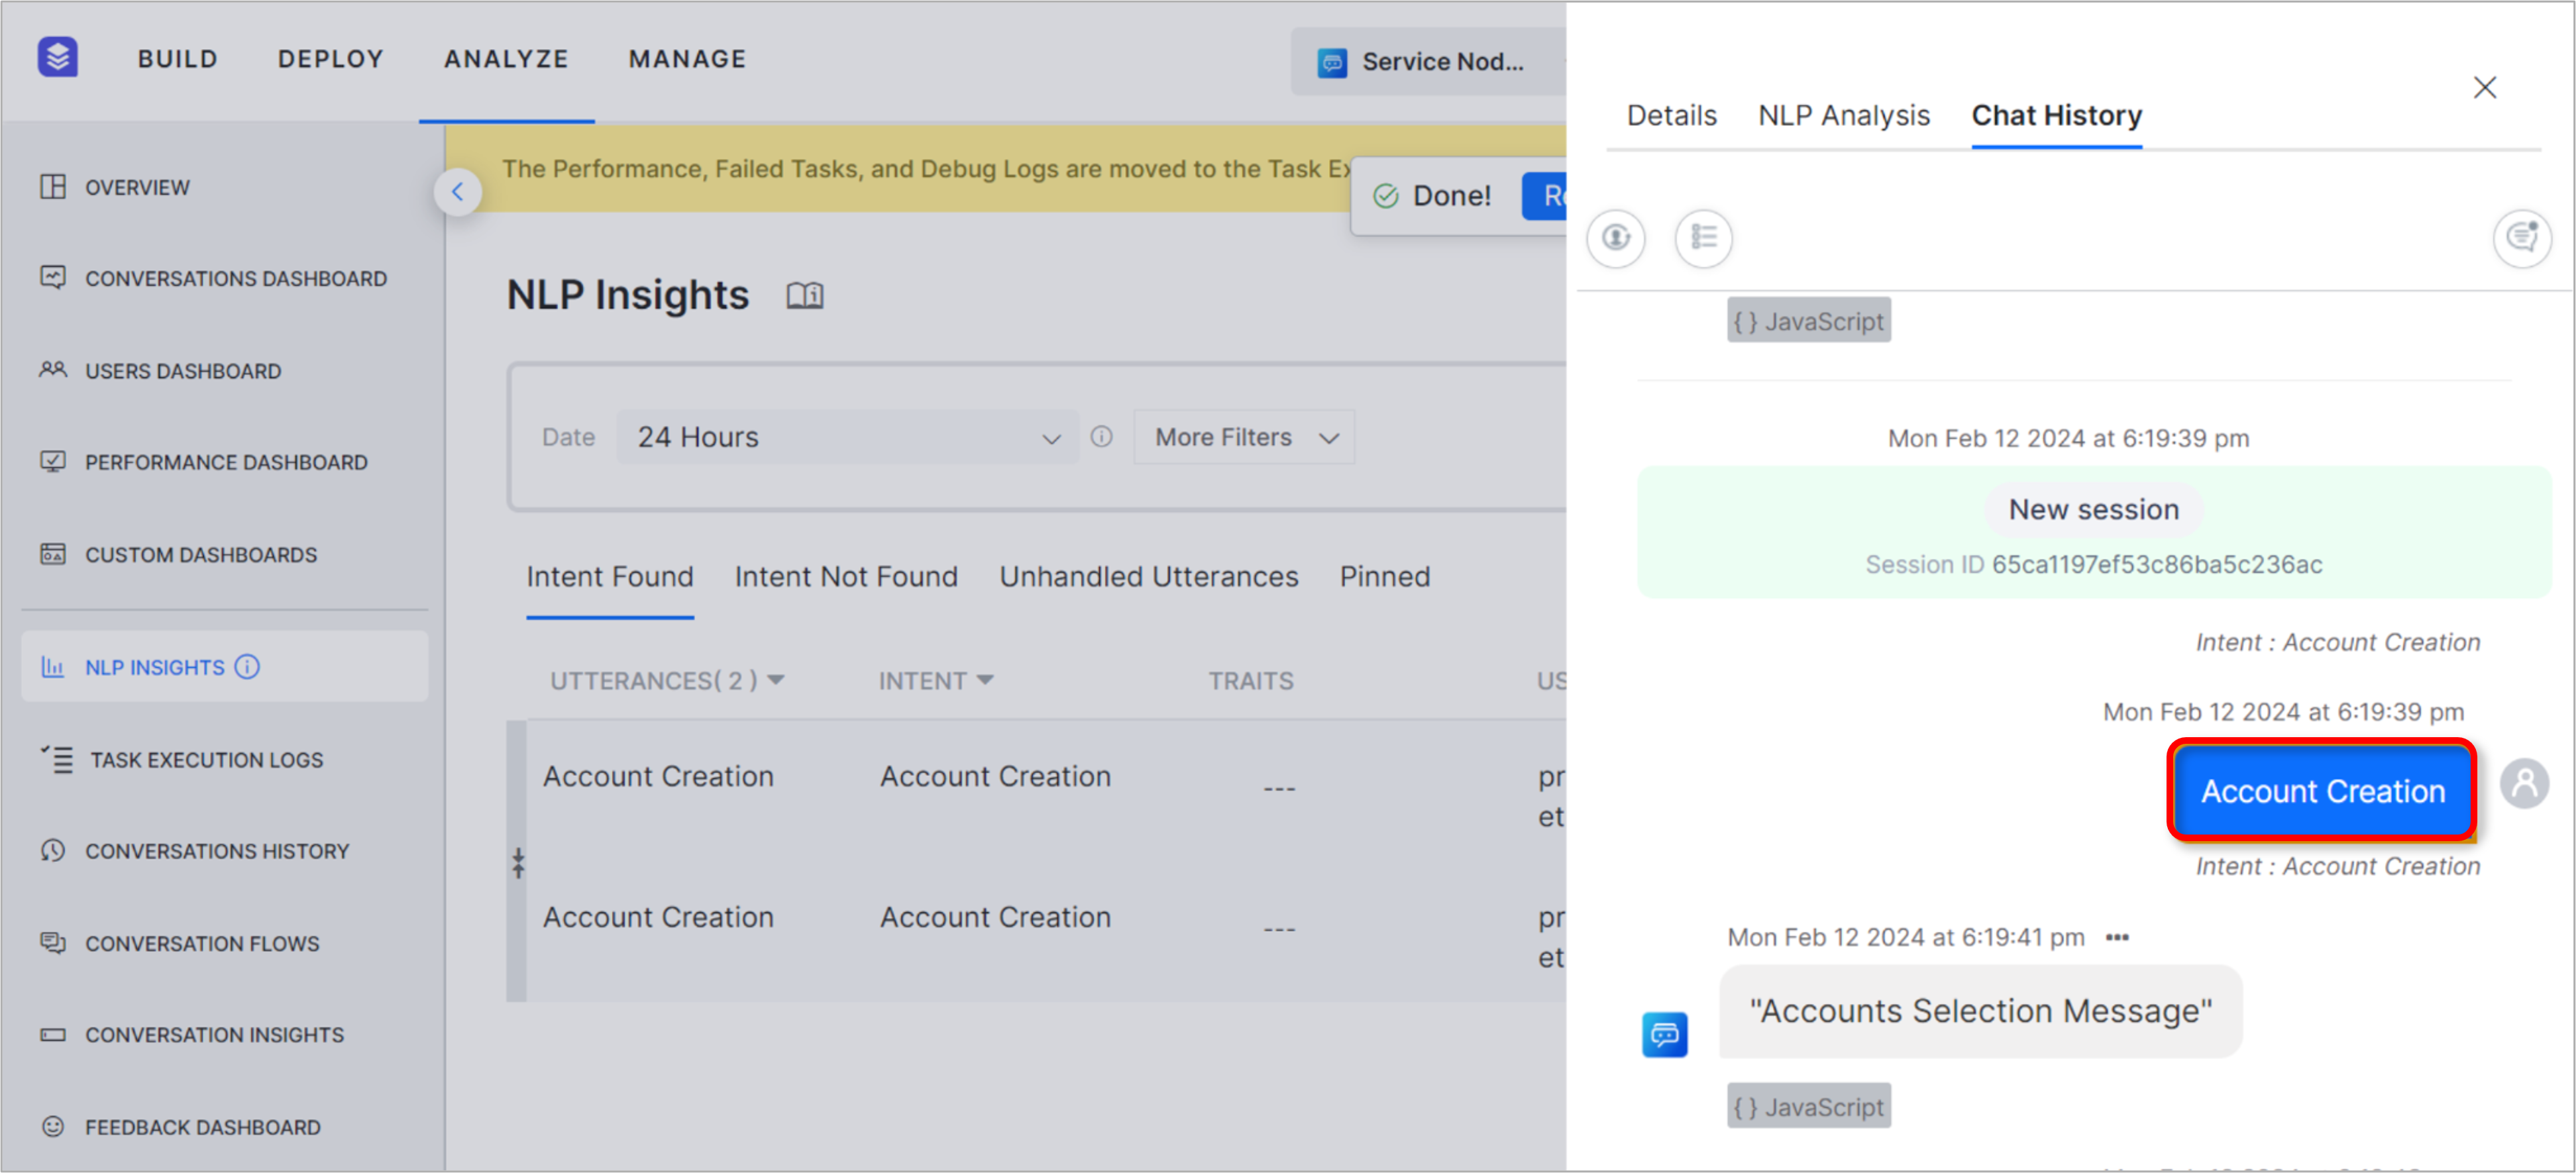 BUILD DEPLOY ANALYZE MANAGE
Service Nod...
OVERVIEW
CONVERSATIONS DASHBOARD
USERS DASHBOARD
PERFORMANCE DASHBOARD
CUSTOM DASHBOARDS
NLP INSIGHTS
TASK EXECUTION LOGS
CONVERSATIONS HISTORY
CONVERSATION FLOWS
CONVERSATION INSIGHTS
FEEDBACK DASHBOARD
The Performance, Failed Tasks, and Debug Logs are moved to the Task Ex
Done!
Re
NLP Insights
Date 24 Hours More Filters
Intent Found Intent Not Found Unhandled Utterances Pinned
UTTERANCES( 2 ) INTENT TRAITS US
Account Creation Account Creation --- pr
et
Account Creation Account Creation --- pr
et
Details NLP Analysis Chat History
{ } JavaScript
Mon Feb 12 2024 at 6:19:39 pm
New session
Session ID 65ca1197ef53c86ba5c236ac
Intent : Account Creation
Mon Feb 12 2024 at 6:19:39 pm
Account Creation
Intent : Account Creation
Mon Feb 12 2024 at 6:19:41 pm •••
"Accounts Selection Message"
{ } JavaScript